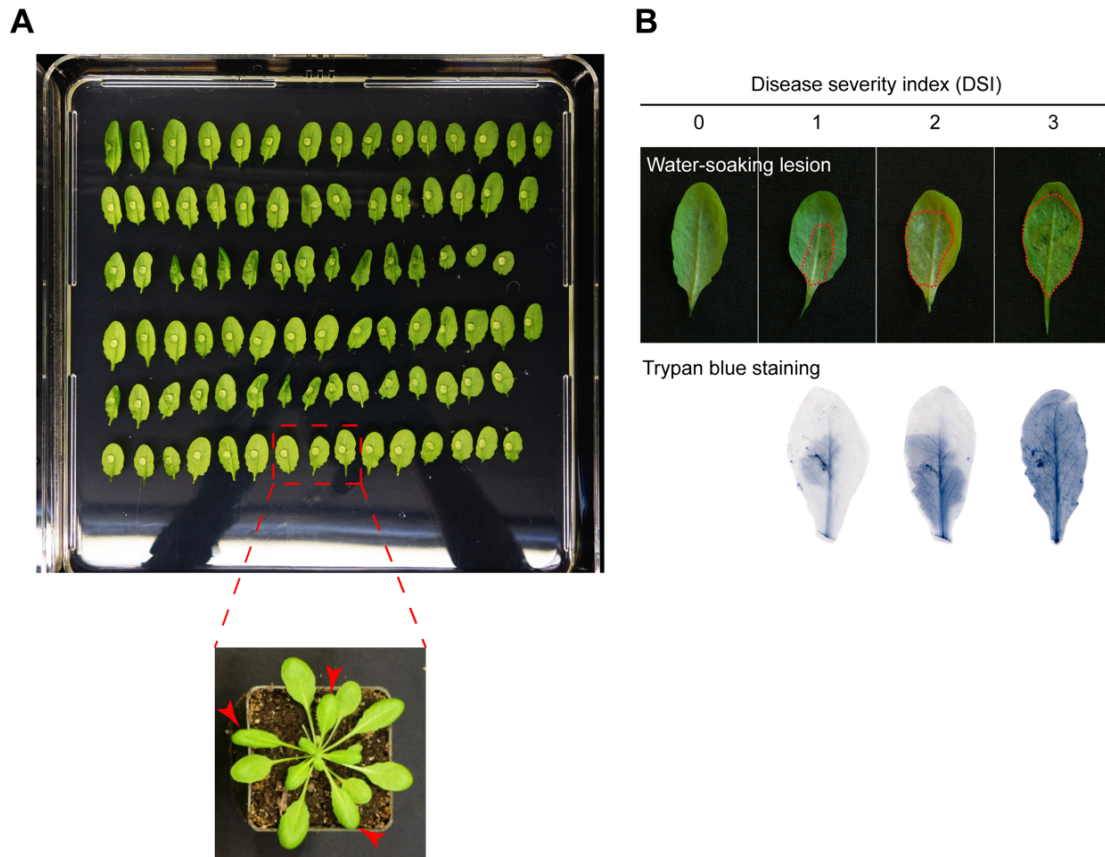 A
B
Disease severity index (DSI)
0 1 2 3
Water-soaking lesion
Trypan blue staining